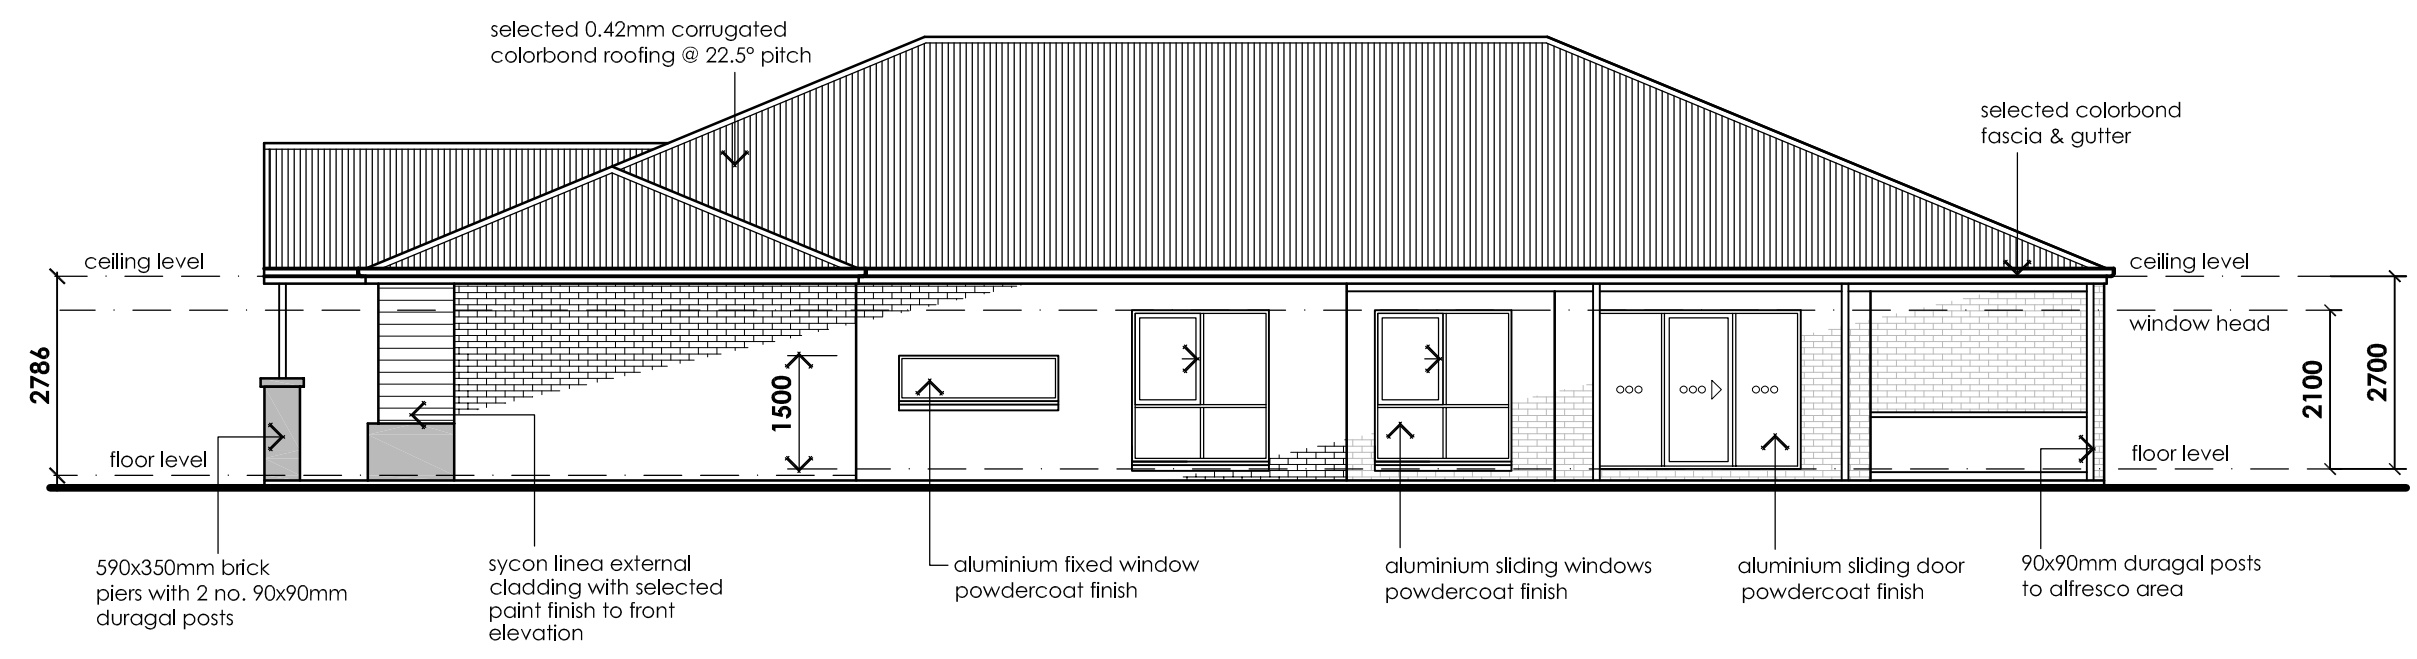 selected 0.42mm corrugated
colorbond roofing @ 22.5° pitch
selected colorbond
fascia & gutter
ceiling level
ceiling level
window head
2786
1500
2100
2700
floor level
floor level
590x350mm brick
piers with 2 no. 90x90mm
duragal posts
sycon linea external
cladding with selected
paint finish to front
elevation
aluminium fixed window
powdercoat finish
aluminium sliding windows
powdercoat finish
aluminium sliding door
powdercoat finish
90x90mm duragal posts
to alfresco area